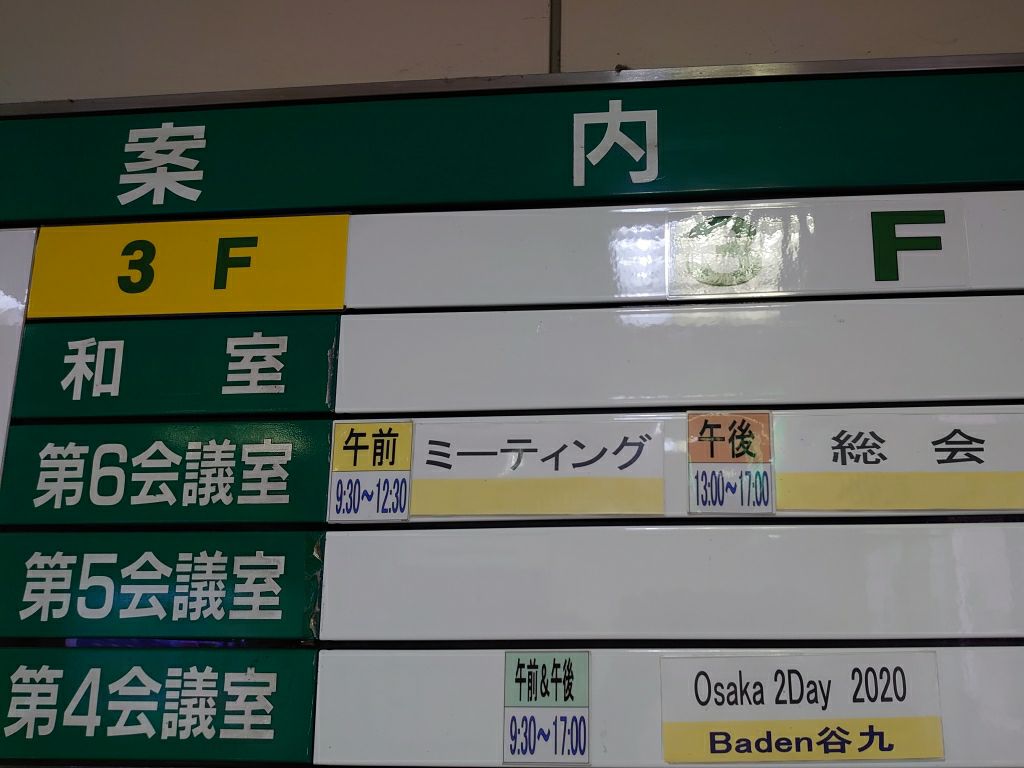 案内
3 F
3 F
和室
第6会議室
午前
9:30~12:30
ミーティング
午後
13:00~17:00
総会
第5会議室
第4会議室
午前&午後
9:30~17:00
Osaka 2Day 2020
Baden谷九